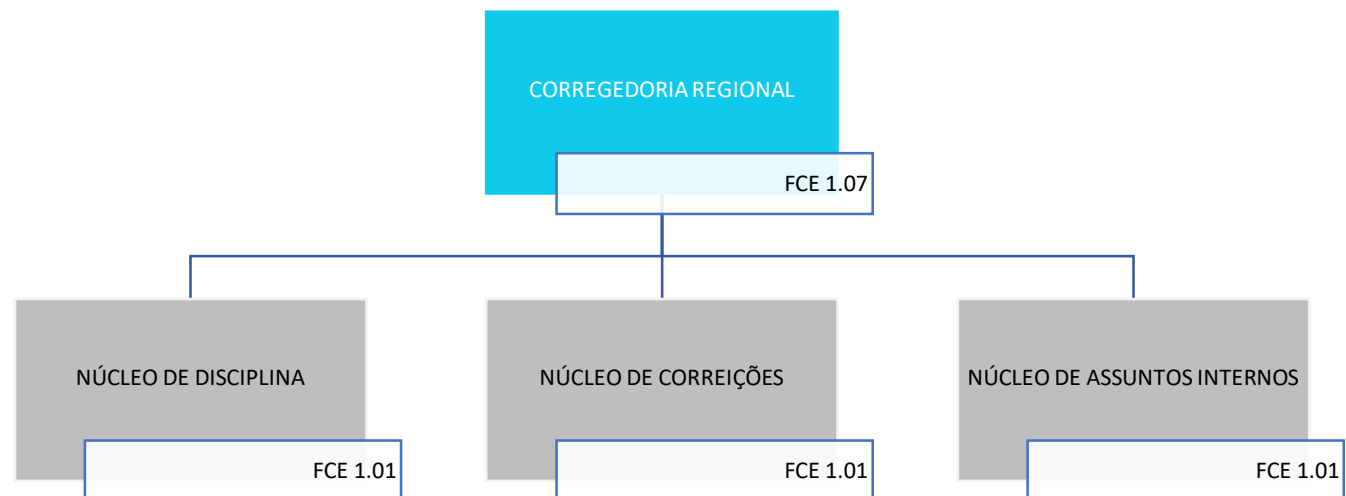 CORREGEDORIA REGIONAL
FCE 1.07
NÚCLEO DE DISCIPLINA
FCE 1.01
NÚCLEO DE CORREIÇÕES
FCE 1.01
NÚCLEO DE ASSUNTOS INTERNOS
FCE 1.01